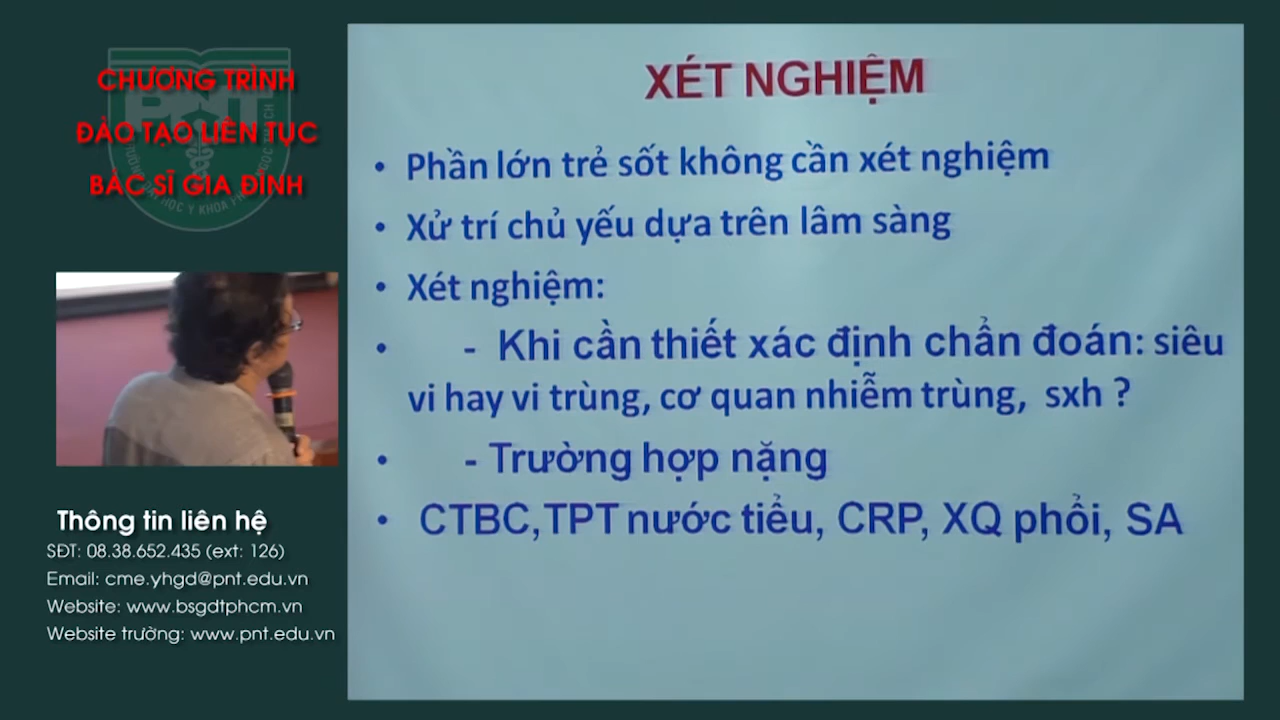 CHƯƠNG TRÌNH
ĐÀO TẠO LIÊN TỤC
BÁC SĨ GIA ĐÌNH
PNT
Thông tin liên hệ
SĐT: 08.38.652.435 (ext: 126)
Email: cme.yhgd@pnt.edu.vn
Website: www.bsgdtphcm.vn
Website trường: www.pnt.edu.vn
XÉT NGHIỆM
• Phần lớn trẻ sốt không cần xét nghiệm
• Xử trí chủ yếu dựa trên lâm sàng
• Xét nghiệm:
• - Khi cần thiết xác định chẩn đoán: siêu
vi hay vi trùng, cơ quan nhiễm trùng, sxh ?
• - Trường hợp nặng
• CTBC,TPT nước tiểu, CRP, XQ phổi, SA